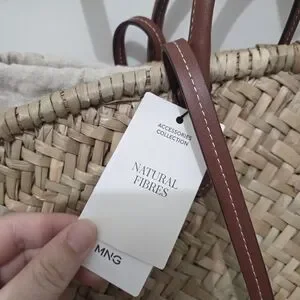 ACCESSORIES
COLLECTION
NATURAL
FIBRES
MNG